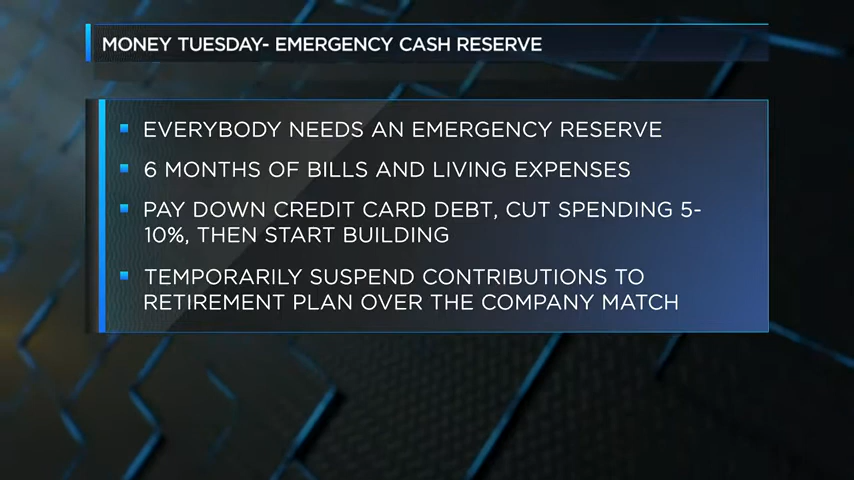 MONEY TUESDAY- EMERGENCY CASH RESERVE
EVERYBODY NEEDS AN EMERGENCY RESERVE
6 MONTHS OF BILLS AND LIVING EXPENSES
PAY DOWN CREDIT CARD DEBT, CUT SPENDING 5-
10%, THEN START BUILDING
TEMPORARILY SUSPEND CONTRIBUTIONS TO
RETIREMENT PLAN OVER THE COMPANY MATCH